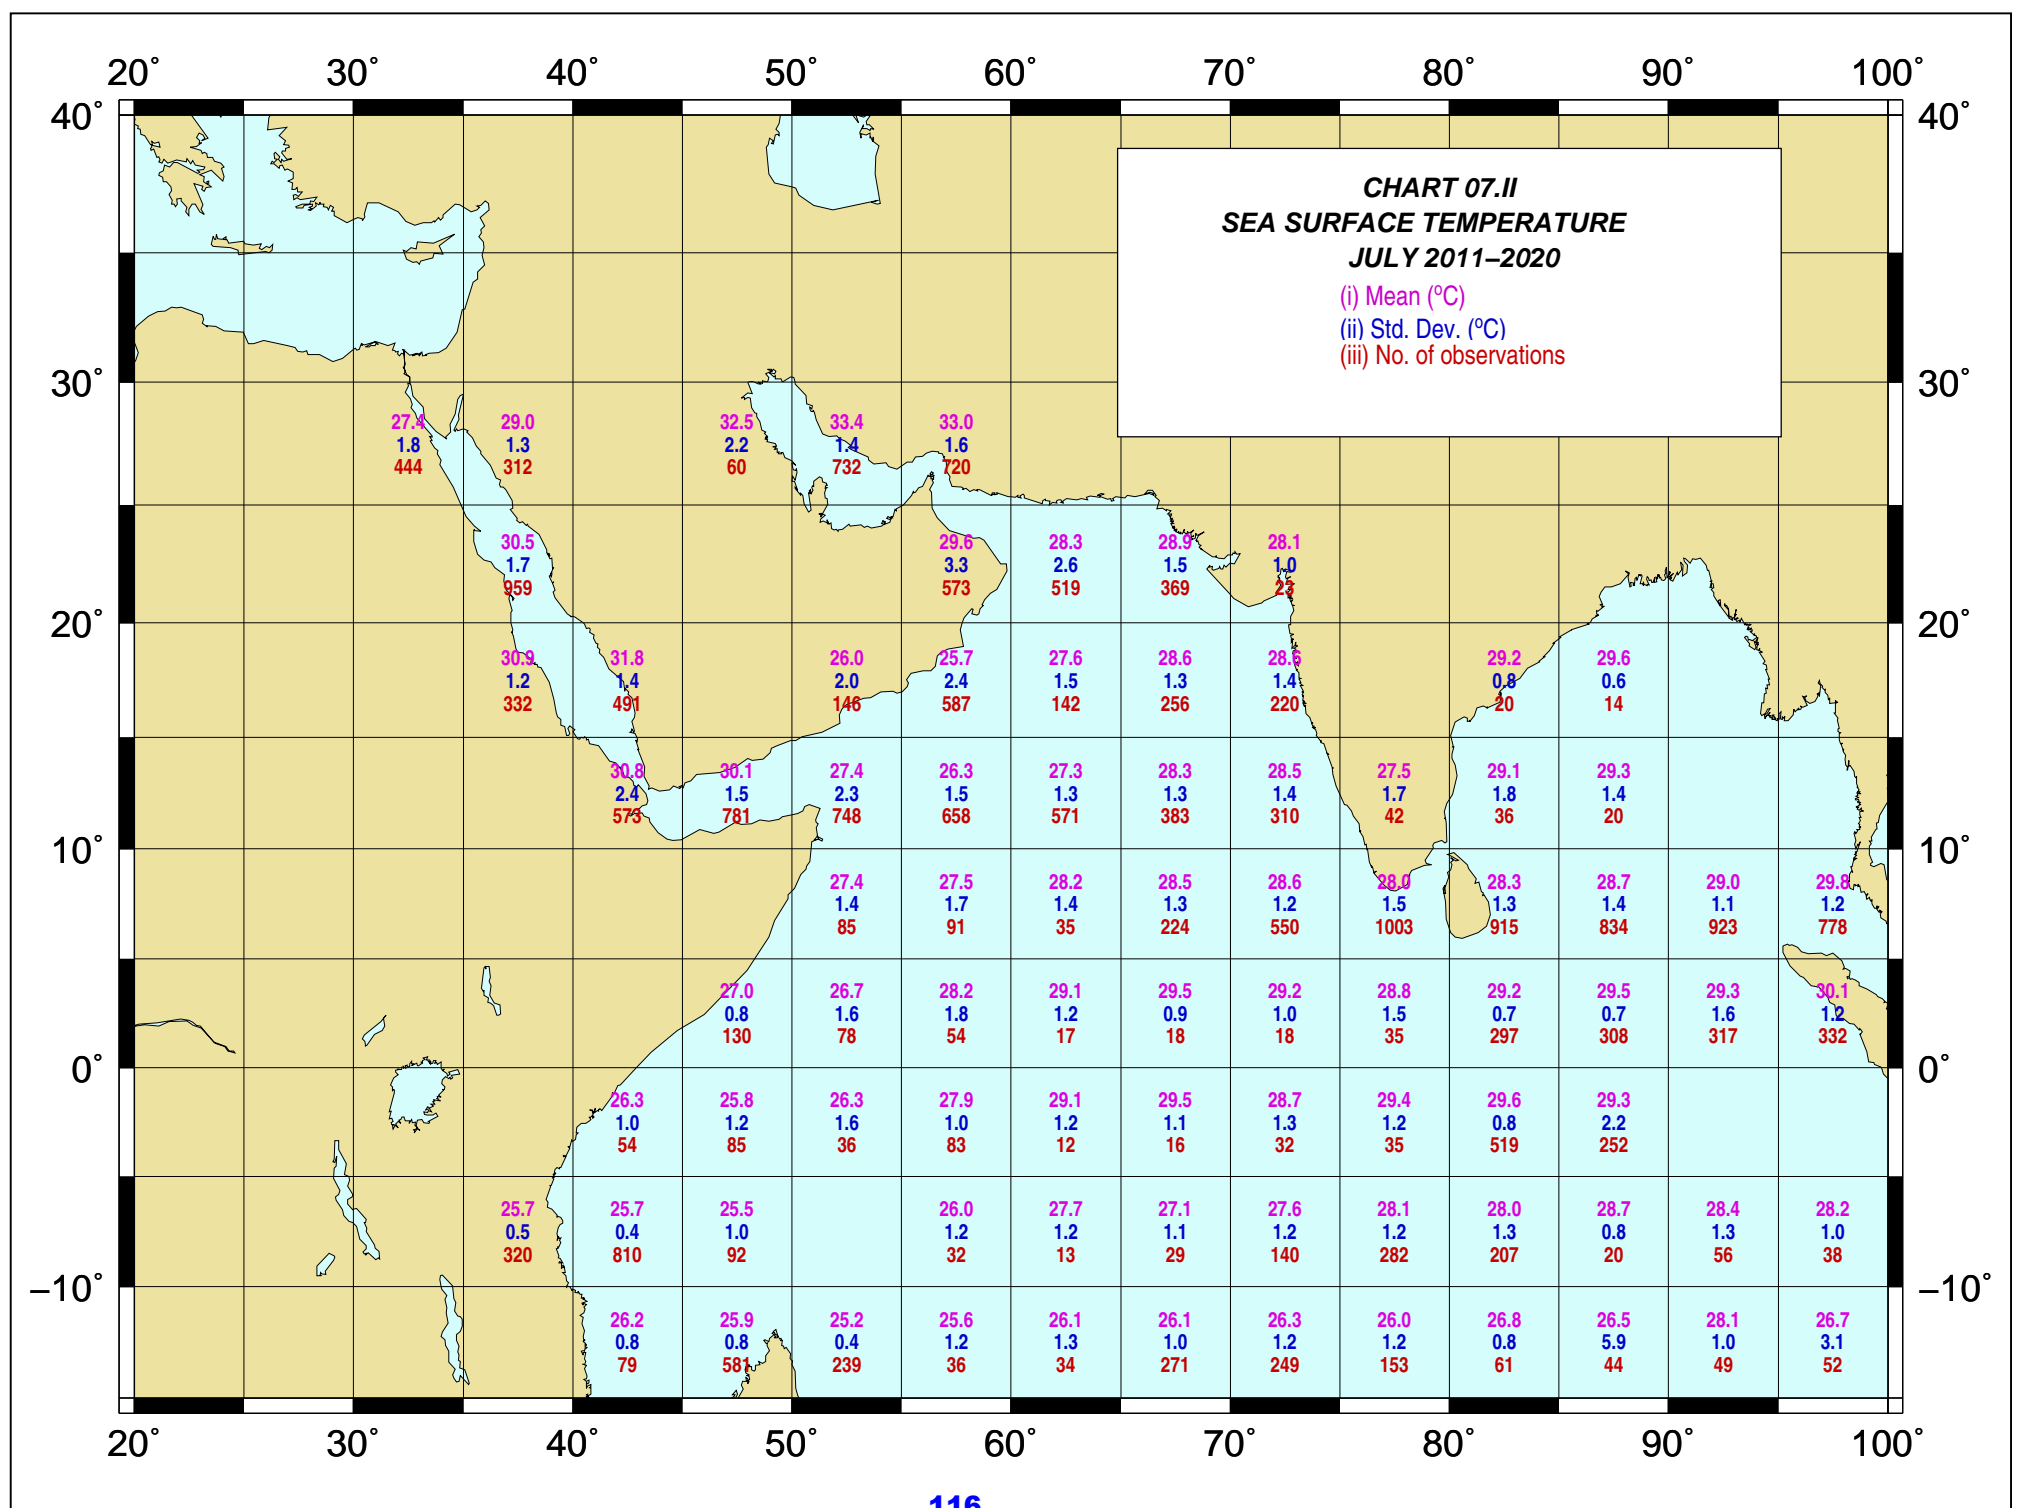 20° 30° 40° 50° 60° 70° 80° 90° 100°
40° 40°
CHART 07.II
SEA SURFACE TEMPERATURE
JULY 2011–2020
(i) Mean (°C)
(ii) Std. Dev. (°C)
(iii) No. of observations
30° 30°
27.4 29.0 32.5 33.4 33.0
1.8 1.3 2.2 1.4 1.6
444 312 60 732 720
30.5 29.6 28.3 28.9 28.1
1.7 3.3 2.6 1.5 1.0
959 573 519 369 23
20° 20°
30.9 31.8 26.0 25.7 27.6 28.6 28.6 29.2 29.6
1.2 1.4 2.0 2.4 1.5 1.3 1.4 0.8 0.6
332 491 146 587 142 256 220 20 14
30.8 30.1 27.4 26.3 27.3 28.3 28.5 27.5 29.1 29.3
2.4 1.5 2.3 1.5 1.3 1.3 1.4 1.7 1.8 1.4
573 781 748 658 571 383 310 42 36 20
10° 10°
27.4 27.5 28.2 28.5 28.6 28.0 28.3 28.7 29.0 29.8
1.4 1.7 1.4 1.3 1.2 1.5 1.3 1.4 1.1 1.2
85 91 35 224 550 1003 915 834 923 778
27.0 26.7 28.2 29.1 29.5 29.2 28.8 29.2 29.5 29.3 30.1
0.8 1.6 1.8 1.2 0.9 1.0 1.5 0.7 0.7 1.6 1.2
130 78 54 17 18 18 35 297 308 317 332
0° 0°
26.3 25.8 26.3 27.9 29.1 29.5 28.7 29.4 29.6 29.3
1.0 1.2 1.6 1.0 1.2 1.1 1.3 1.2 0.8 2.2
54 85 36 83 12 16 32 35 519 252
25.7 25.7 25.5 26.0 27.7 27.1 27.6 28.1 28.0 28.7 28.4 28.2
0.5 0.4 1.0 1.2 1.2 1.1 1.2 1.2 1.3 0.8 1.3 1.0
320 810 92 32 13 29 140 282 207 20 56 38
–10° –10°
26.2 25.9 25.2 25.6 26.1 26.1 26.3 26.0 26.8 26.5 28.1 26.7
0.8 0.8 0.4 1.2 1.3 1.0 1.2 1.2 0.8 5.9 1.0 3.1
79 581 239 36 34 271 249 153 61 44 49 52
20° 30° 40° 50° 60° 70° 80° 90° 100°
116